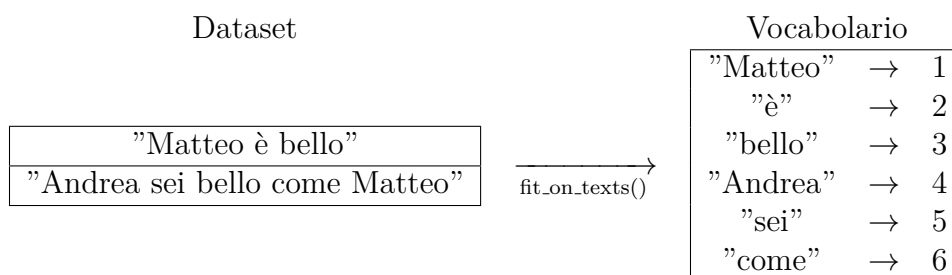 Dataset
"Matteo è bello"
"Andrea sei bello come Matteo"
fit_on_texts()
Vocabolario
"Matteo" → 1
"è" → 2
"bello" → 3
"Andrea" → 4
"sei" → 5
"come" → 6